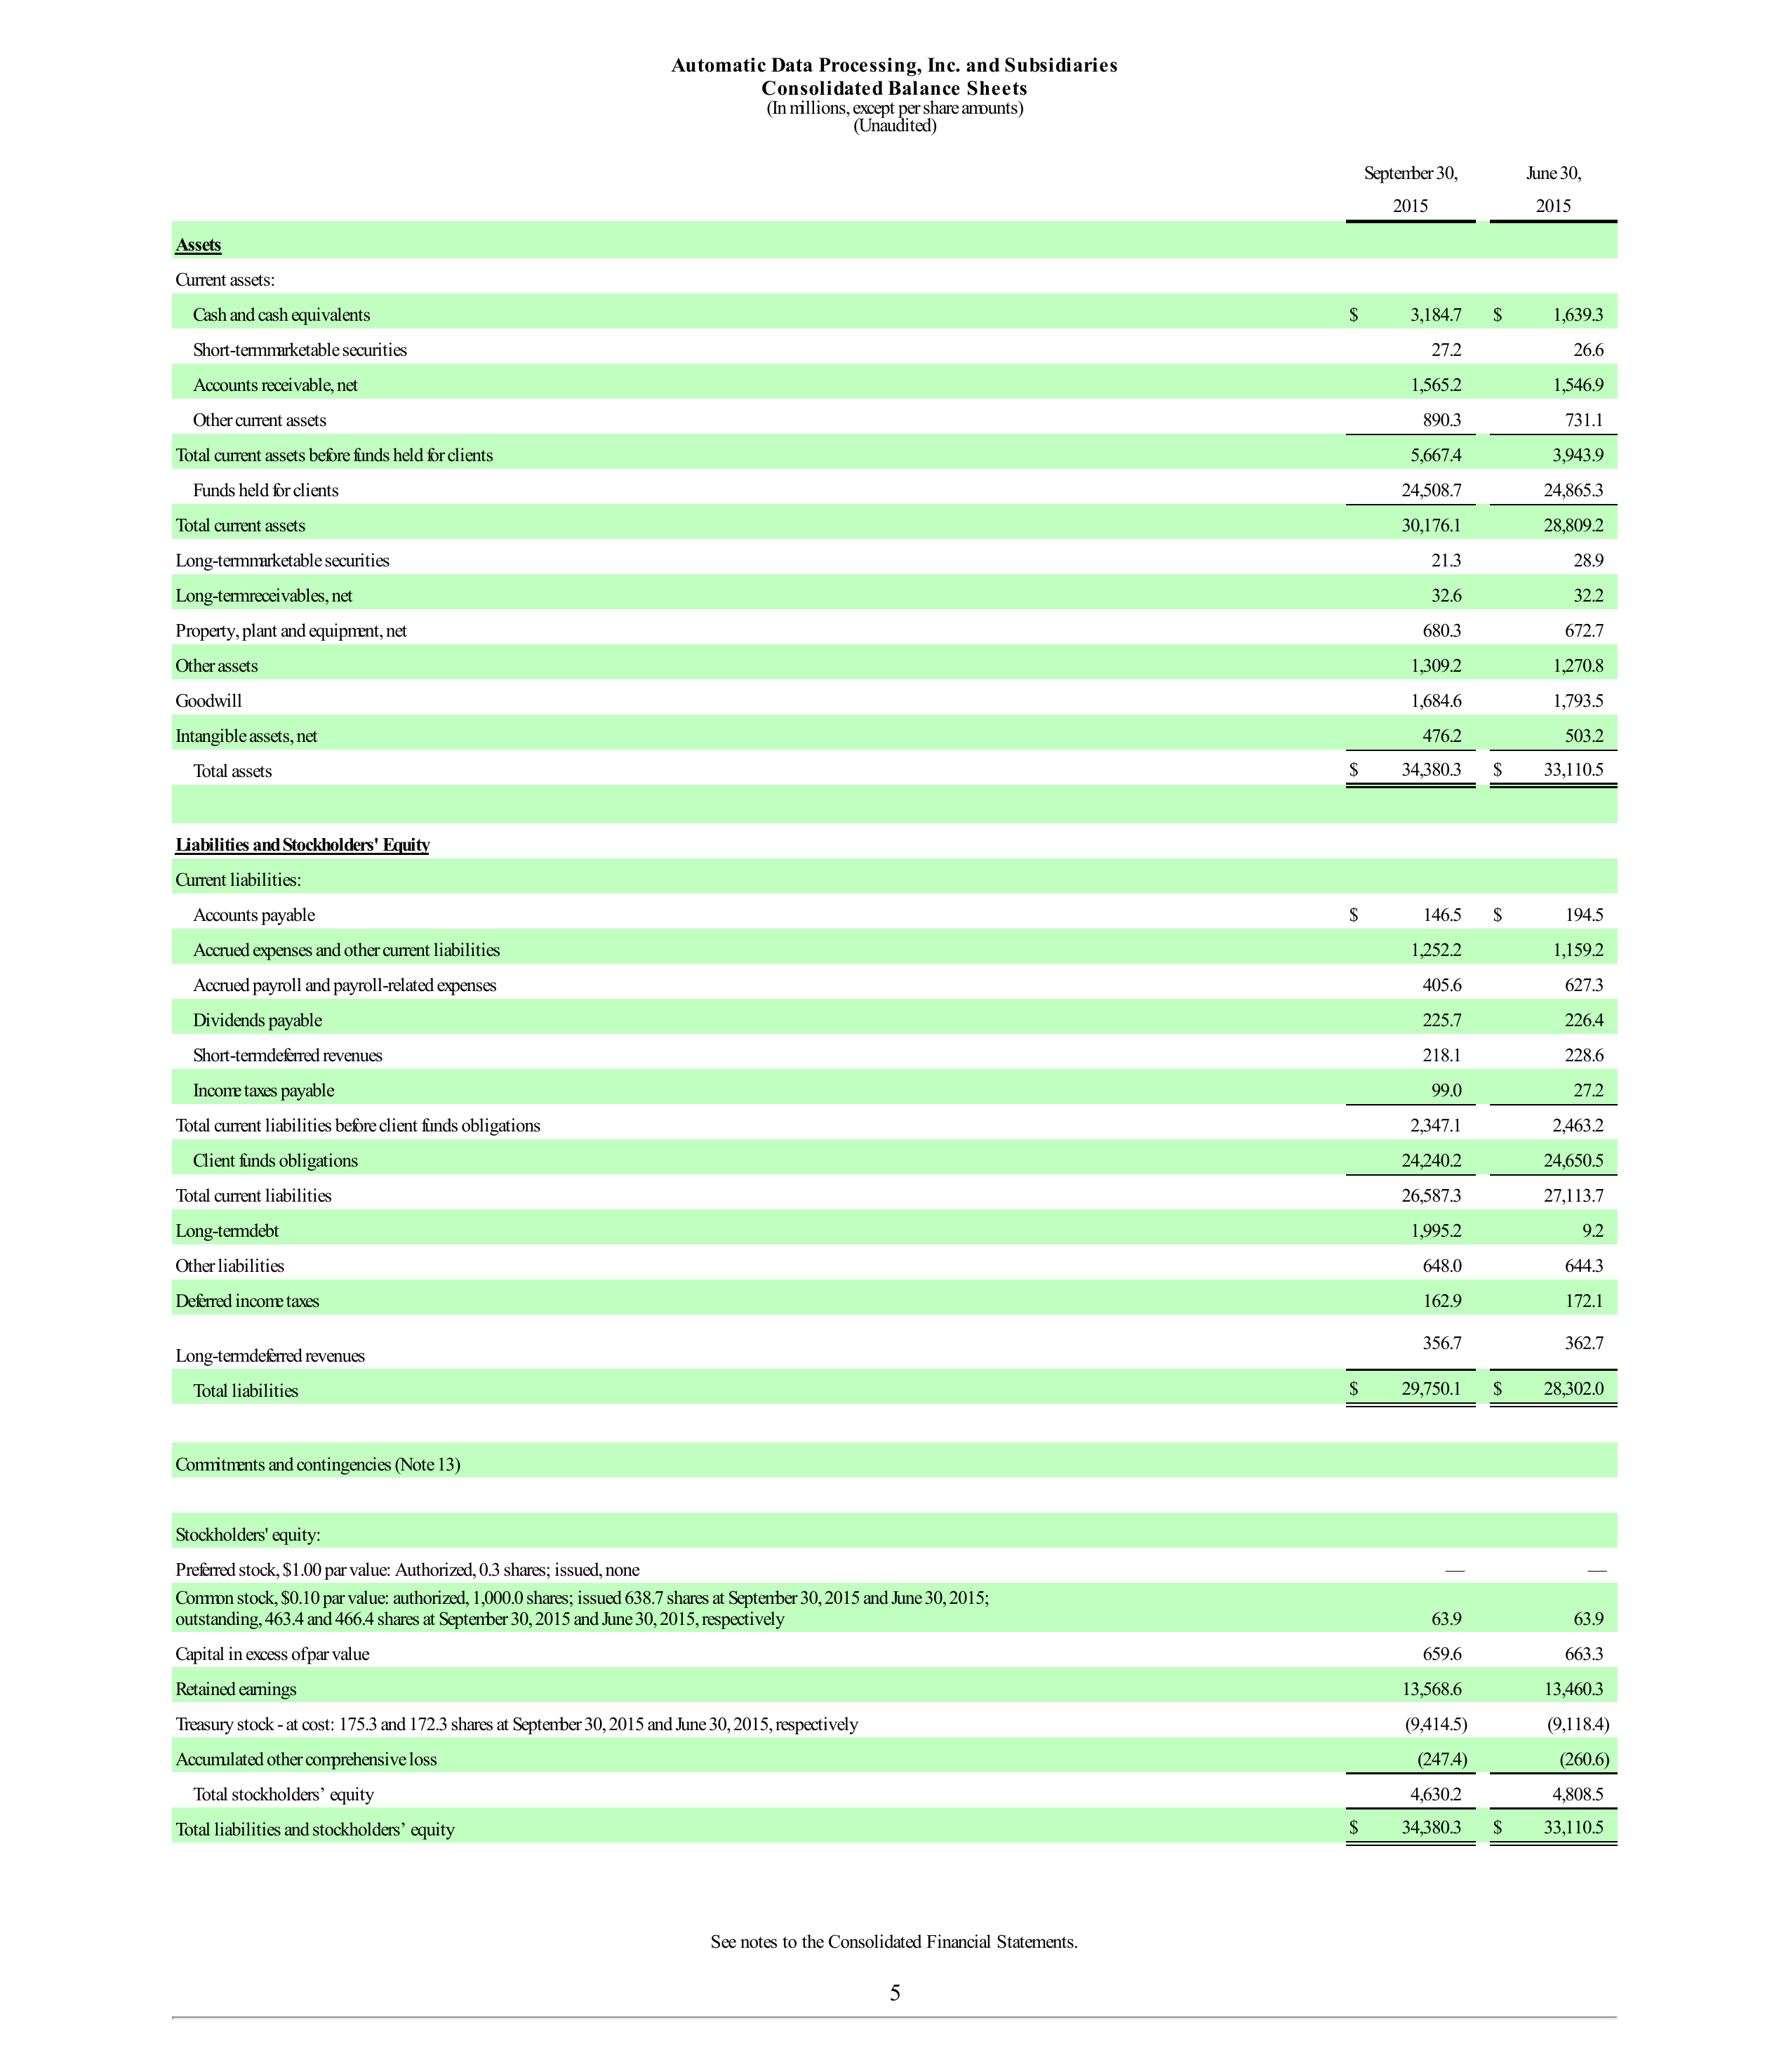 Automatic Data Processing, Inc. and Subsidiaries
Consolidated Balance Sheets
(In millions, except per share amounts)
(Unaudited)
September 30, June 30,
2015 2015
Assets
Current assets:
Cash and cash equivalents $ 3,184.7 $ 1,639.3
Short-term marketable securities 27.2 26.6
Accounts receivable, net 1,565.2 1,546.9
Other current assets 890.3 731.1
Total current assets before funds held for clients 5,667.4 3,943.9
Funds held for clients 24,508.7 24,865.3
Total current assets 30,176.1 28,809.2
Long-term marketable securities 21.3 28.9
Long-term receivables, net 32.6 32.2
Property, plant and equipment, net 680.3 672.7
Other assets 1,309.2 1,270.8
Goodwill 1,684.6 1,793.5
Intangible assets, net 476.2 503.2
Total assets $ 34,380.3 $ 33,110.5
Liabilities and Stockholders' Equity
Current liabilities:
Accounts payable $ 146.5 $ 194.5
Accrued expenses and other current liabilities 1,252.2 1,159.2
Accrued payroll and payroll-related expenses 405.6 627.3
Dividends payable 225.7 226.4
Short-term deferred revenues 218.1 228.6
Income taxes payable 99.0 27.2
Total current liabilities before client funds obligations 2,347.1 2,463.2
Client funds obligations 24,240.2 24,650.5
Total current liabilities 26,587.3 27,113.7
Long-term debt 1,995.2 9.2
Other liabilities 648.0 644.3
Deferred income taxes 162.9 172.1
Long-term deferred revenues 356.7 362.7
Total liabilities $ 29,750.1 $ 28,302.0
Commitments and contingencies (Note 13)
Stockholders' equity:
Preferred stock, $1.00 par value: Authorized, 0.3 shares; issued, none — —
Common stock, $0.10 par value: authorized, 1,000.0 shares; issued 638.7 shares at September 30, 2015 and June 30, 2015;
outstanding, 463.4 and 466.4 shares at September 30, 2015 and June 30, 2015, respectively 63.9 63.9
Capital in excess of par value 659.6 663.3
Retained earnings 13,568.6 13,460.3
Treasury stock - at cost: 175.3 and 172.3 shares at September 30, 2015 and June 30, 2015, respectively (9,414.5) (9,118.4)
Accumulated other comprehensive loss (247.4) (260.6)
Total stockholders’ equity 4,630.2 4,808.5
Total liabilities and stockholders’ equity $ 34,380.3 $ 33,110.5
See notes to the Consolidated Financial Statements.
5